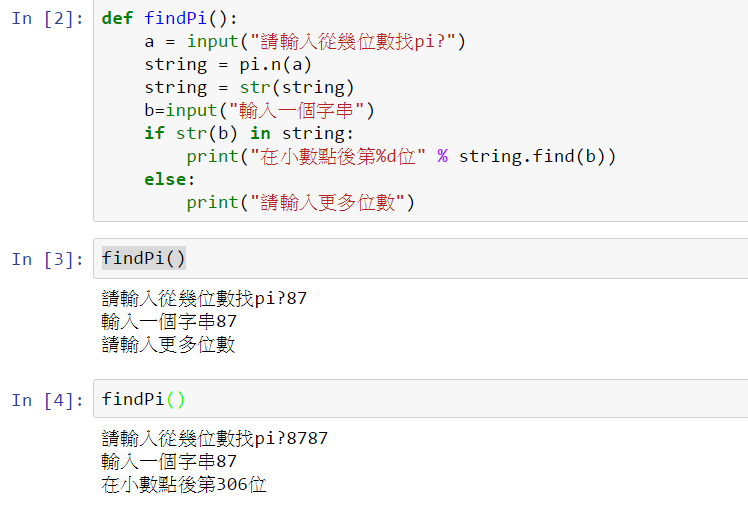 In [2]: def findPi():
    a = input("請輸入從幾位數找pi?")
    string = pi.n(a)
    string = str(string)
    b=input("輸入一個字串")
    if str(b) in string:
        print("在小數點後第%d位" % string.find(b))
    else:
        print("請輸入更多位數")
In [3]: findPi()
請輸入從幾位數找pi?87
輸入一個字串87
請輸入更多位數
In [4]: findPi()
請輸入從幾位數找pi?8787
輸入一個字串87
在小數點後第306位